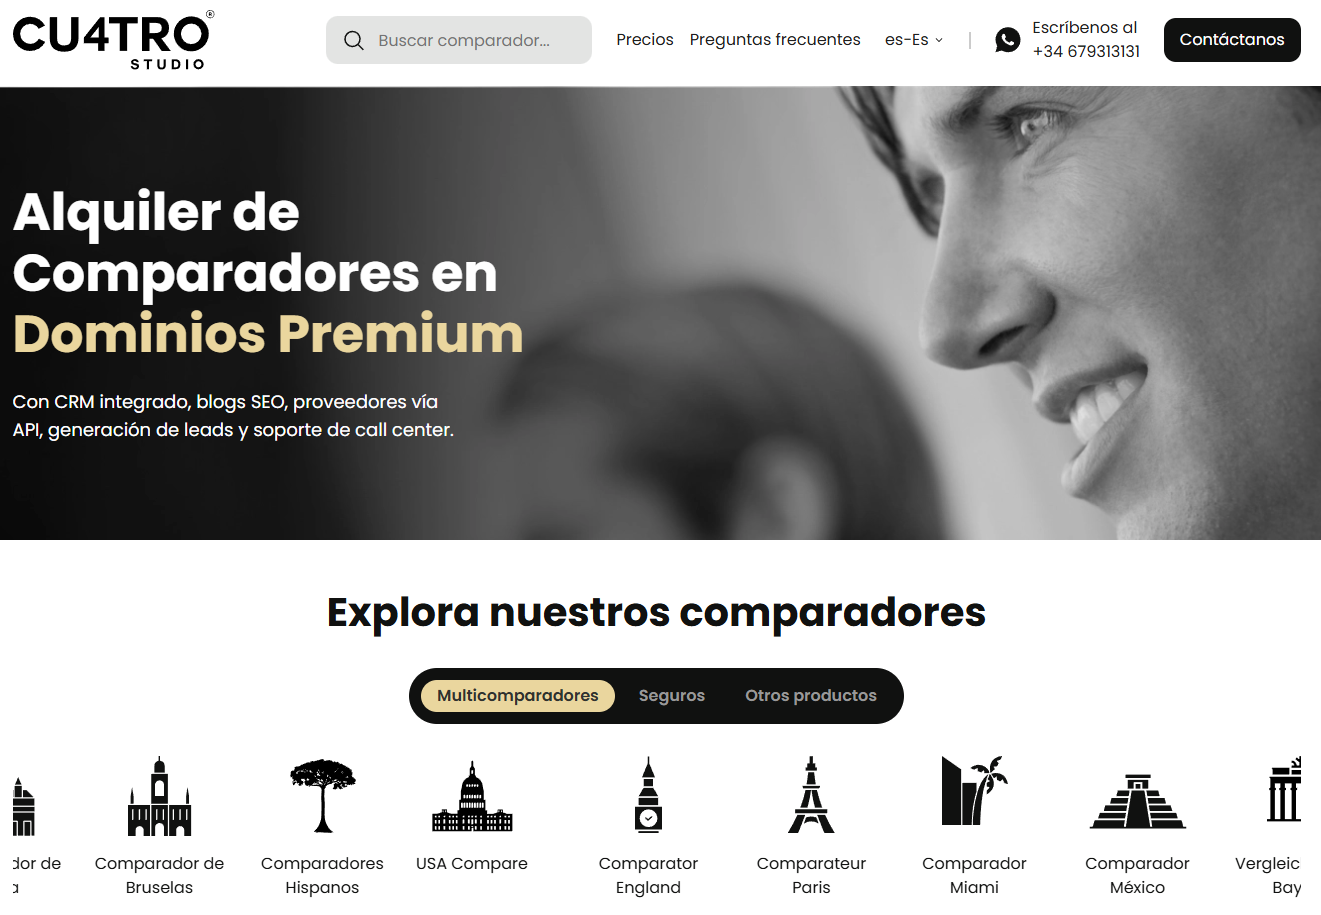 CU4TRO®
STUDIO
Buscar comparador...
Precios
Preguntas frecuentes
es-Es
Escríbenos al
+34 679313131
Contáctanos
Alquiler de
Comparadores en
Dominios Premium
Con CRM integrado, blogs SEO, proveedores vía
API, generación de leads y soporte de call center.
Explora nuestros comparadores
Multicomparadores
Seguros
Otros productos
dor de
a
Comparador de
Bruselas
Comparadores
Hispanos
USA Compare
Comparator
England
Comparateur
Paris
Comparador
Miami
Comparador
México
Vergleic
Bay